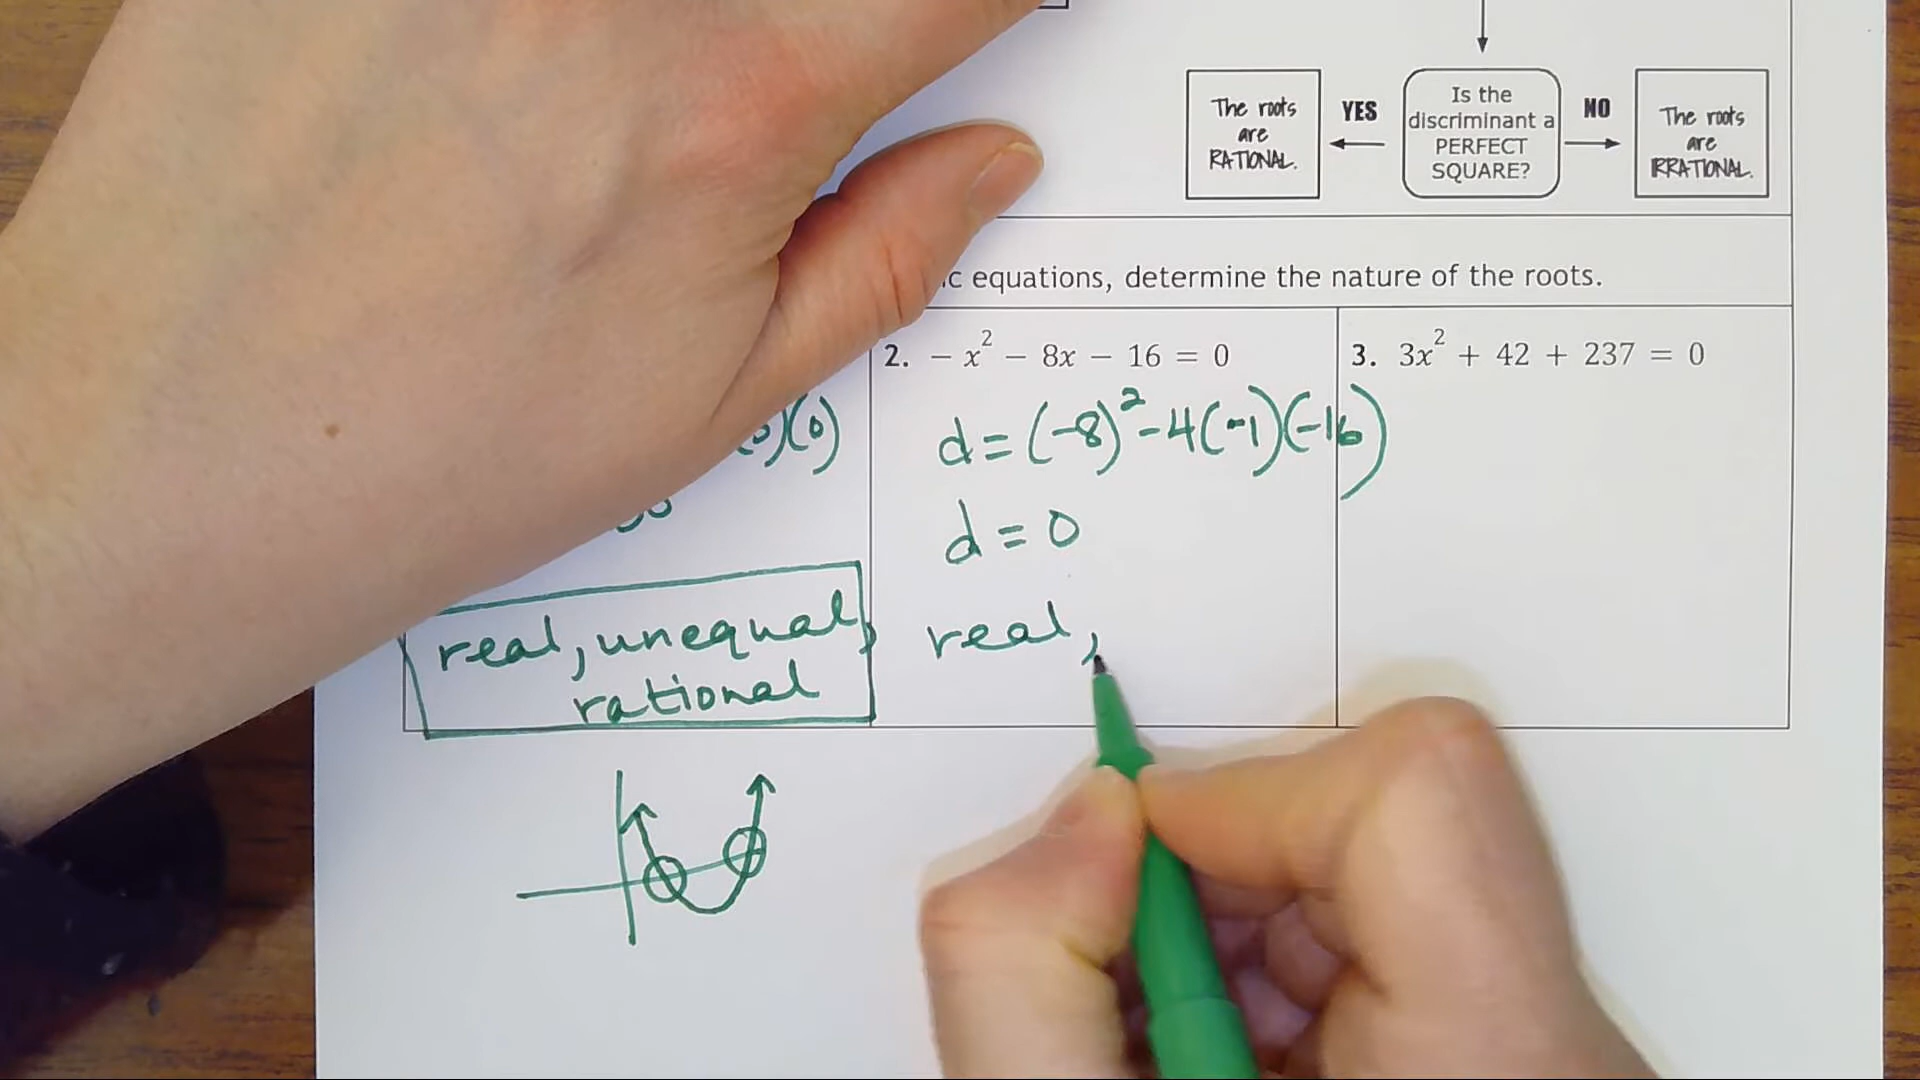 The roots
are
RATIONAL.
YES
Is the
discriminant a
PERFECT
SQUARE?
NO
The roots
are
IRRATIONAL.
equations, determine the nature of the roots.
)(0)
real, unequal,
rational
2. − x² − 8x − 16 = 0
d = (-8)² - 4(-1)(-16)
d = 0
real,
3. 3x² + 42 + 237 = 0